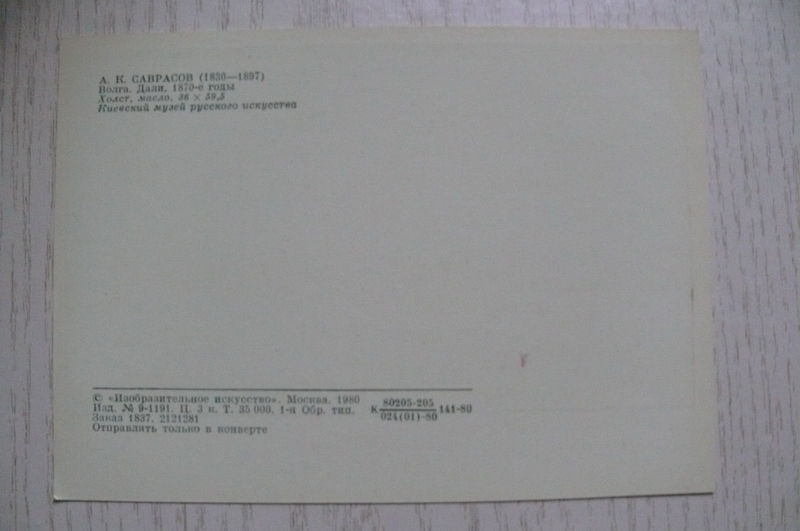 А. К. САВРАСОВ (1830—1897)
Волга. Дали. 1870-е годы
Холст, масло. 36 × 59,5
Киевский музей русского искусства
© «Изобразительное искусство». Москва. 1980
Изд. № 9-1191. Ц. 3 к. Т. 35 000. 1-я Обр. тип.
Заказ 1837. 2121281
Отправлять только в конверте
К 80205-205 141-80
024(01)-80